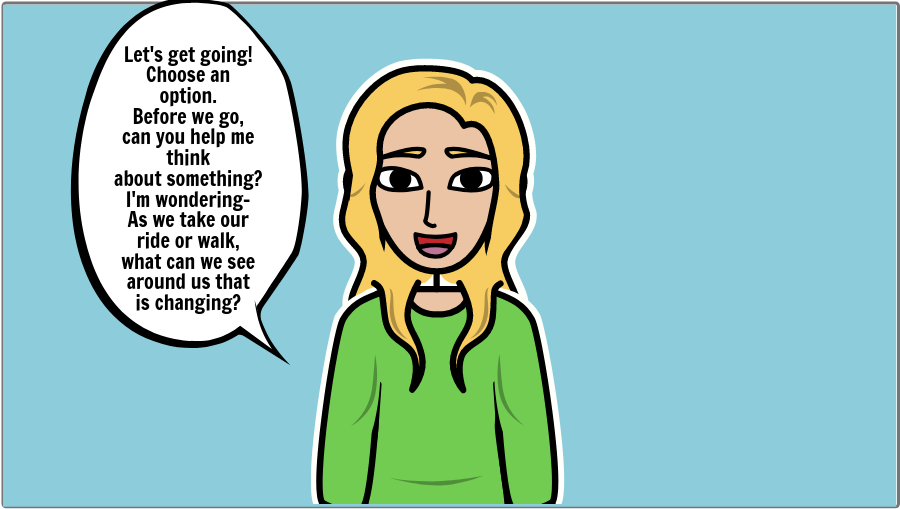 Let's get going!
Choose an
option.
Before we go,
can you help me
think
about something?
I'm wondering-
As we take our
ride or walk,
what can we see
around us that
is changing?